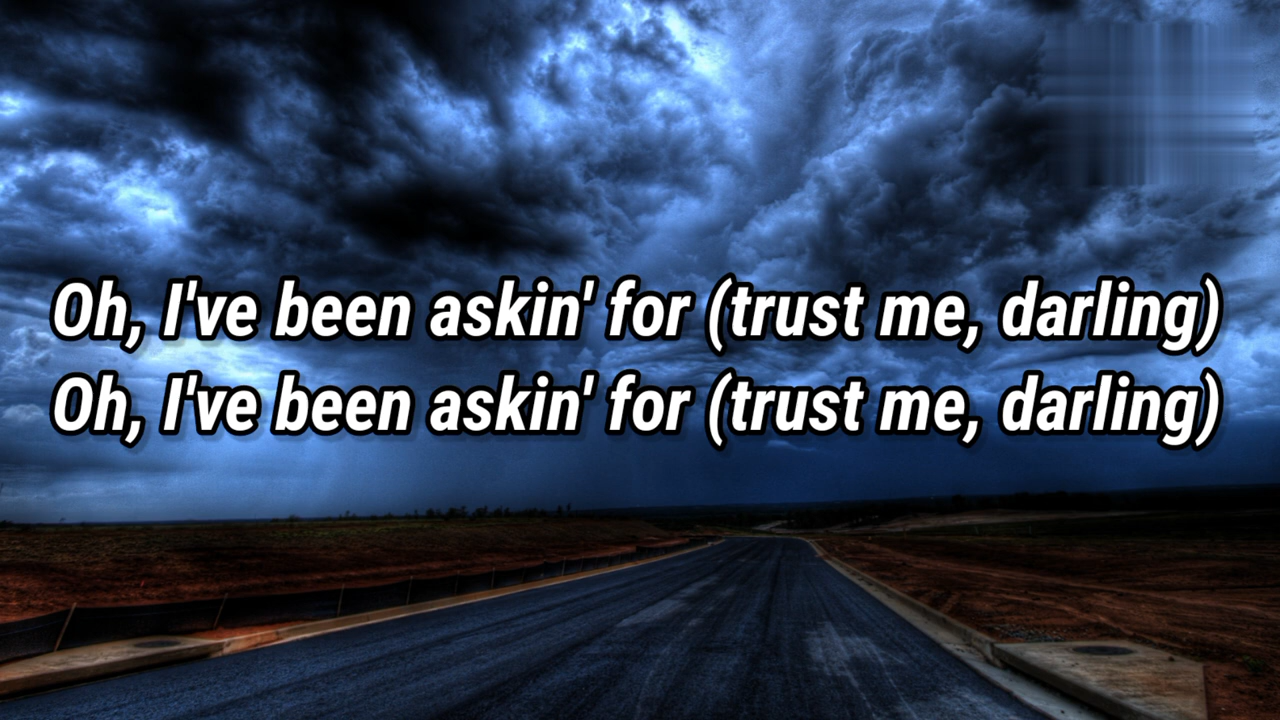 Oh, I've been askin' for (trust me, darling)
Oh, I've been askin' for (trust me, darling)